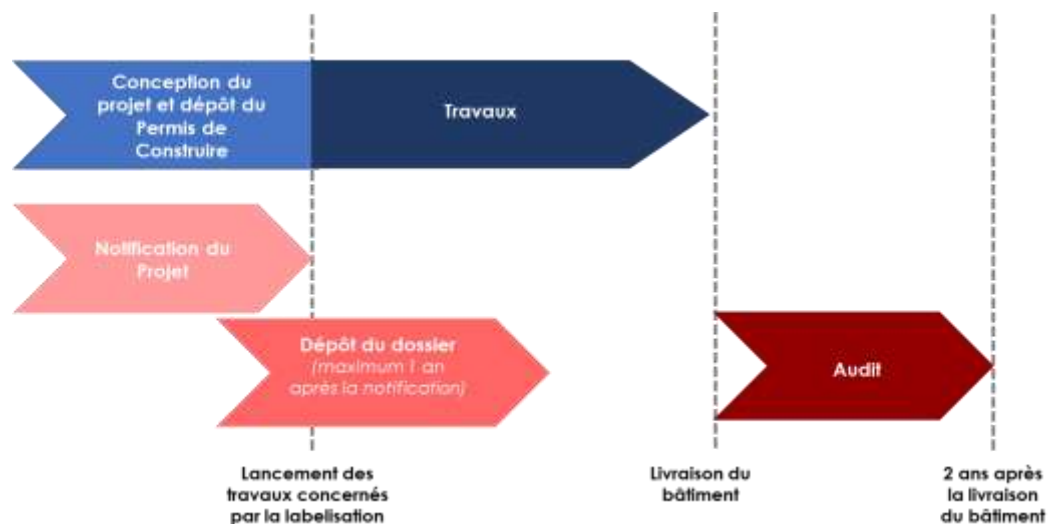 Conception du
projet et dépôt du
Permis de
Construire
Travaux
Notification du
Projet
Dépôt du dossier
(maximum 1 an
après la notification)
Audit
Lancement des
travaux concernés
par la labelisation
Livraison du
bâtiment
2 ans après
la livraison
du bâtiment